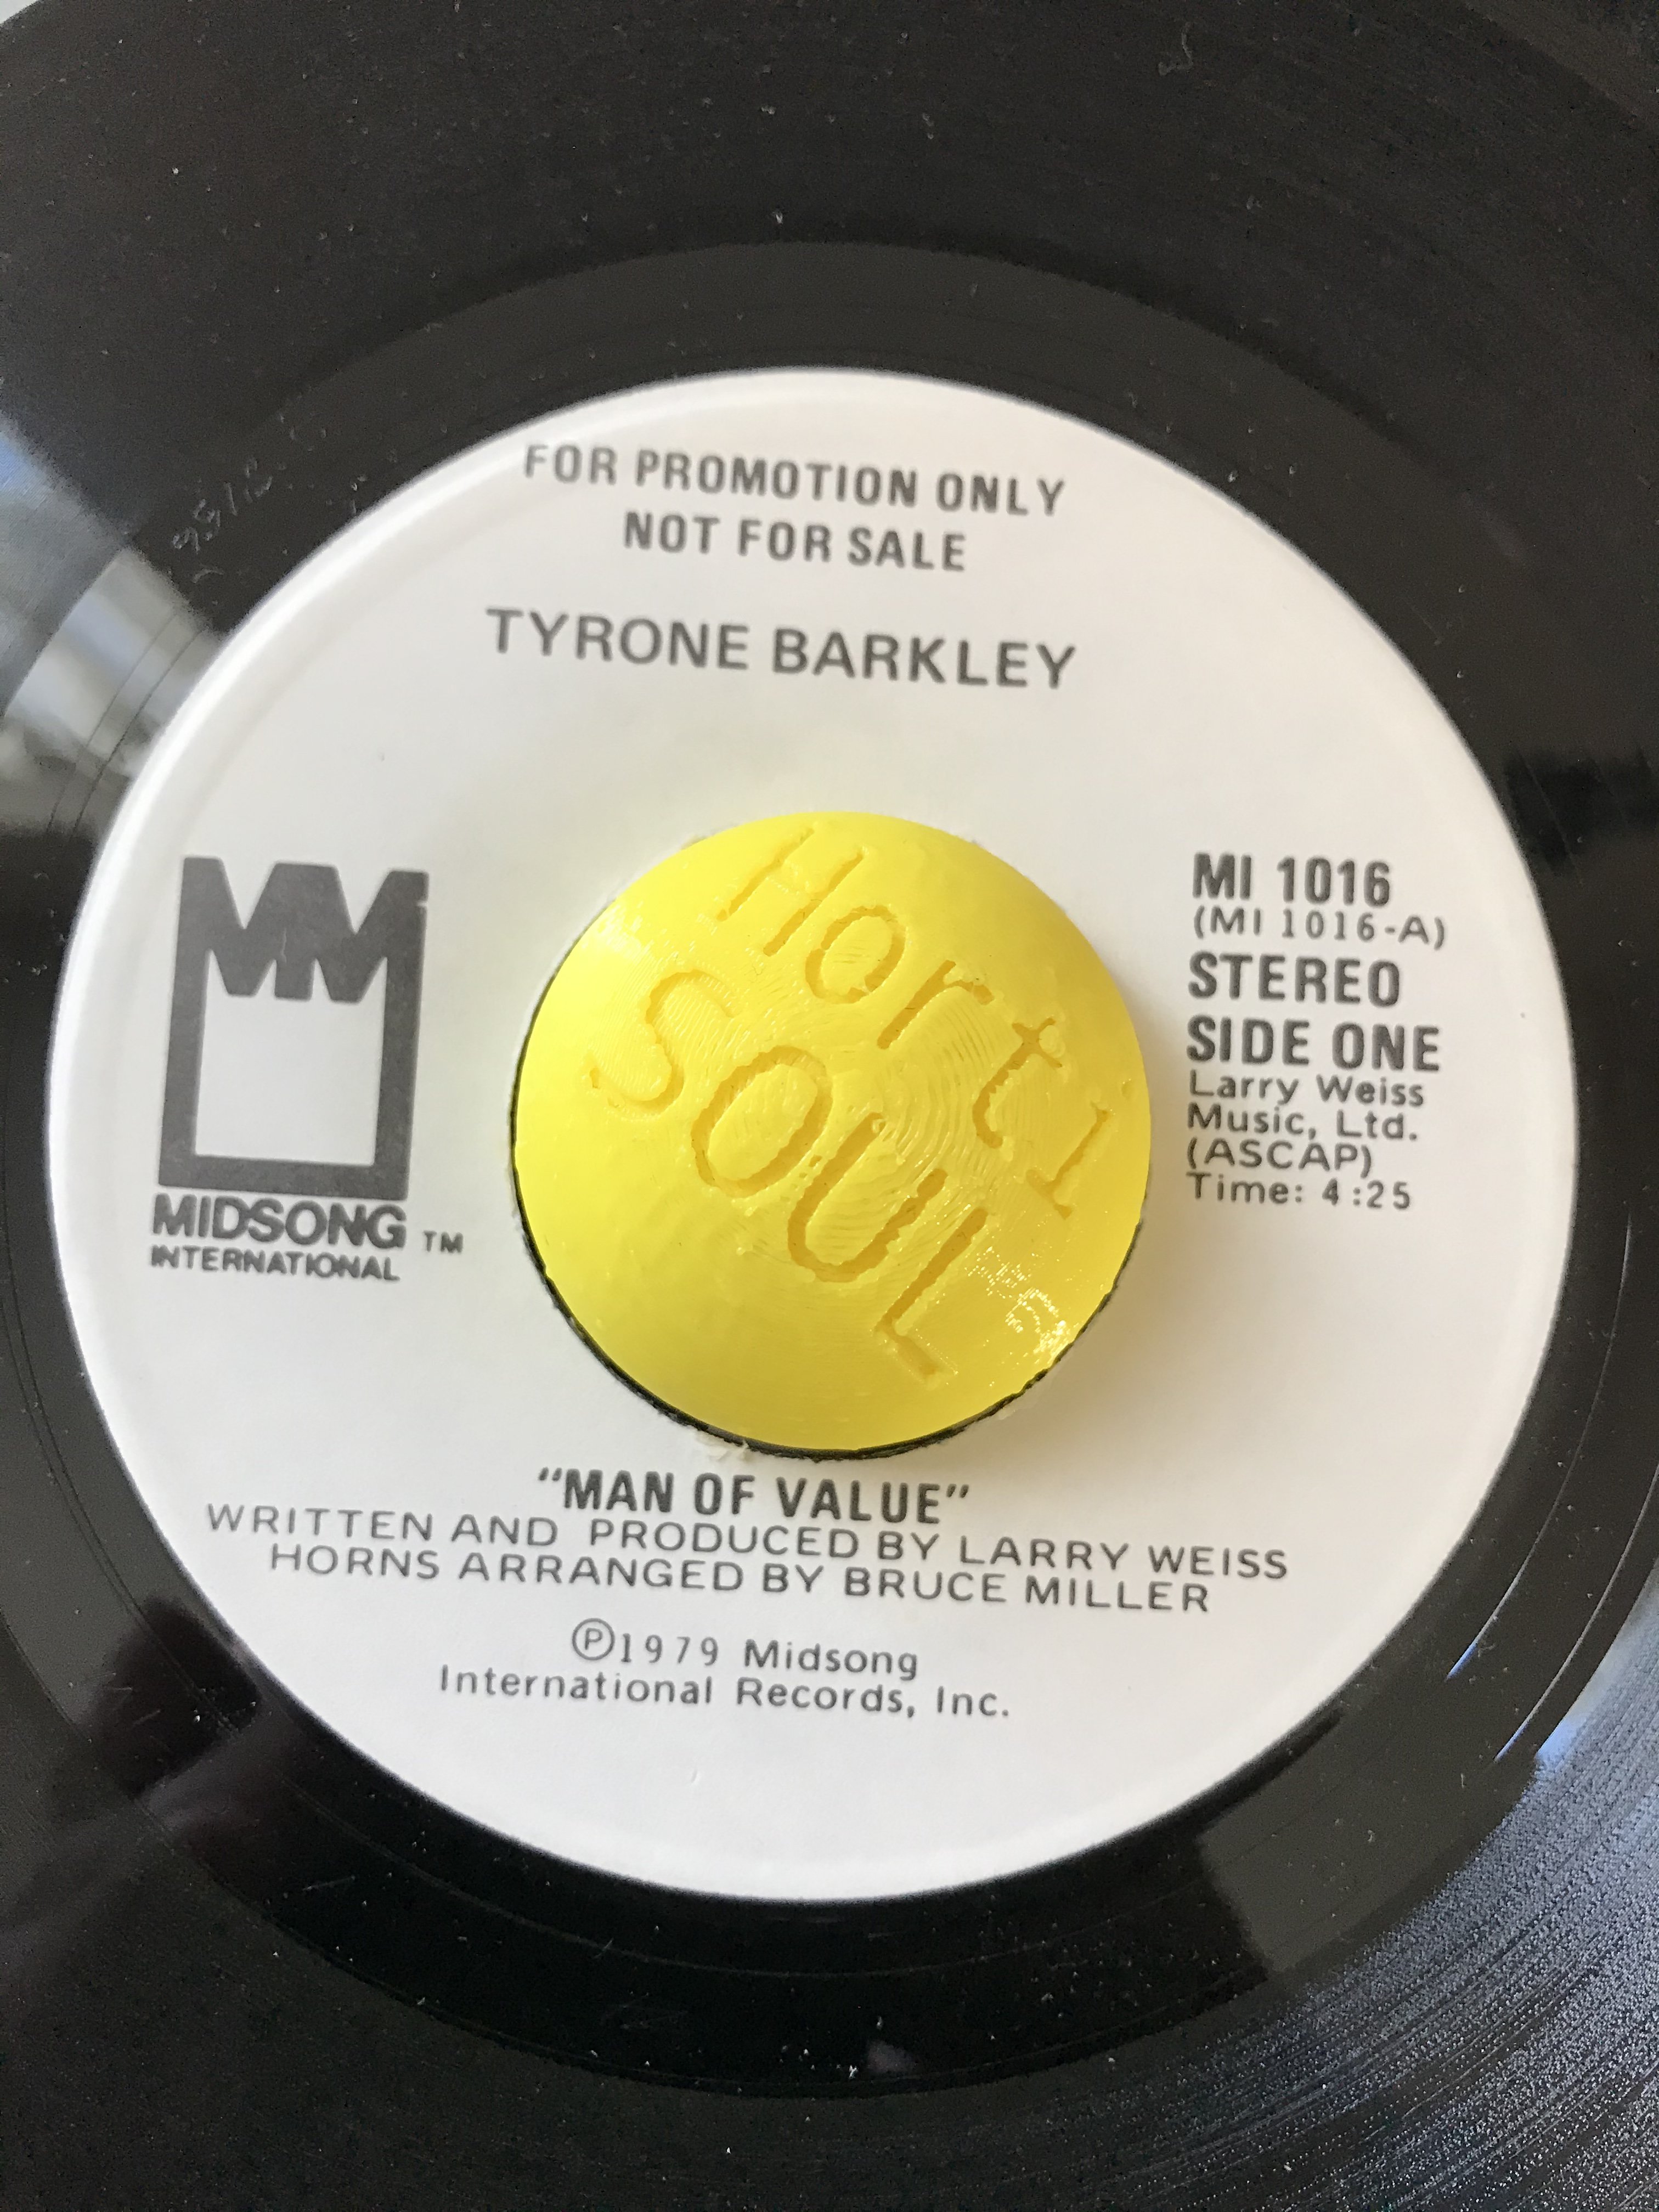 FOR PROMOTION ONLY
NOT FOR SALE
TYRONE BARKLEY
MIDSONG TM
INTERNATIONAL
Horti
SOUL
MI 1016
(MI 1016-A)
STEREO
SIDE ONE
Larry Weiss
Music, Ltd.
(ASCAP)
Time: 4:25
"MAN OF VALUE"
WRITTEN AND PRODUCED BY LARRY WEISS
HORNS ARRANGED BY BRUCE MILLER
Ⓟ1979 Midsong
International Records, Inc.